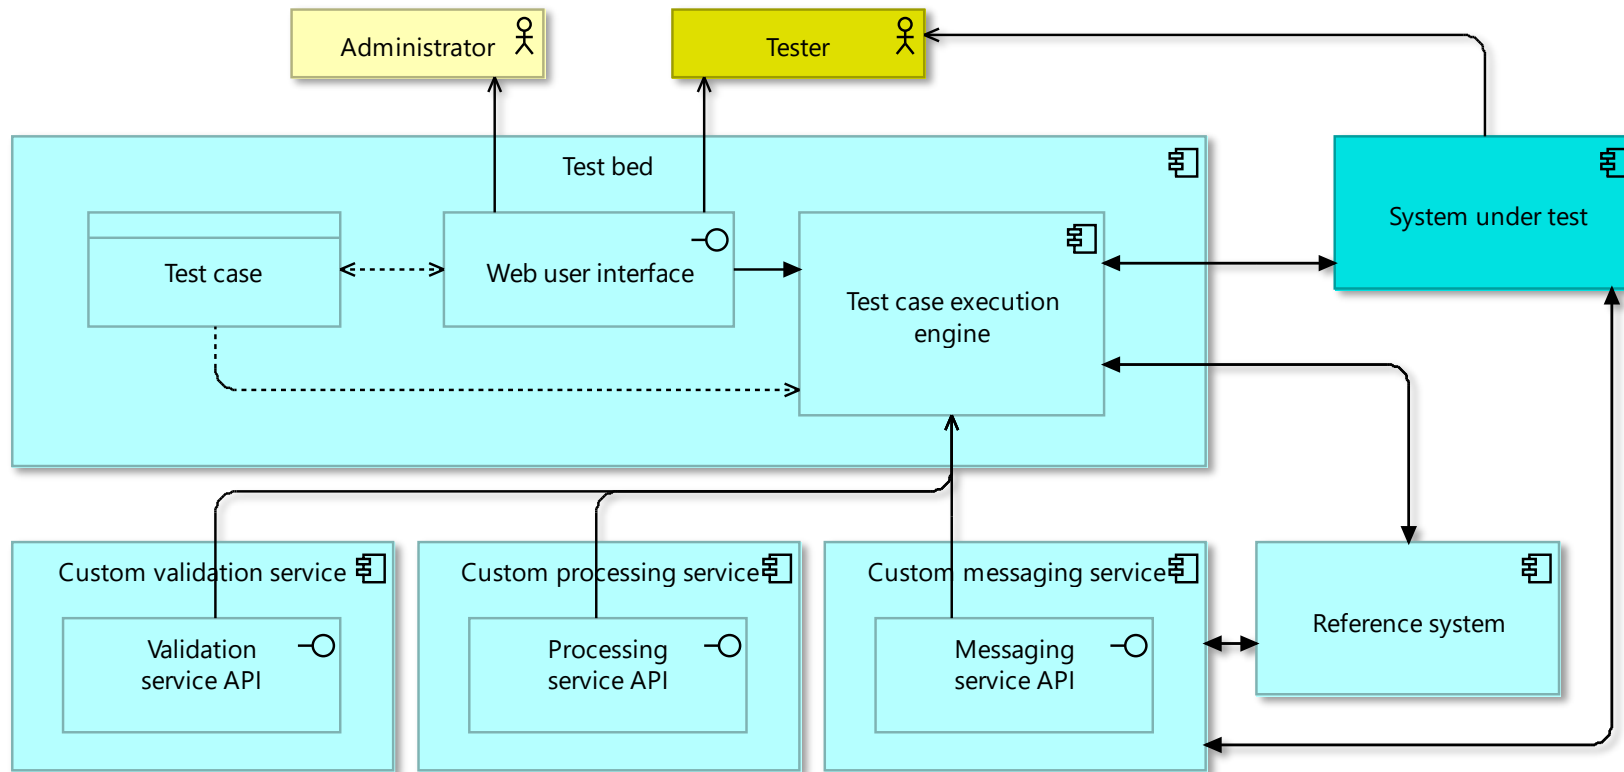 Administrator
Tester
Test bed
System under test
Test case
Web user interface
Test case execution
engine
Custom validation service
Custom processing service
Custom messaging service
Reference system
Validation
service API
Processing
service API
Messaging
service API